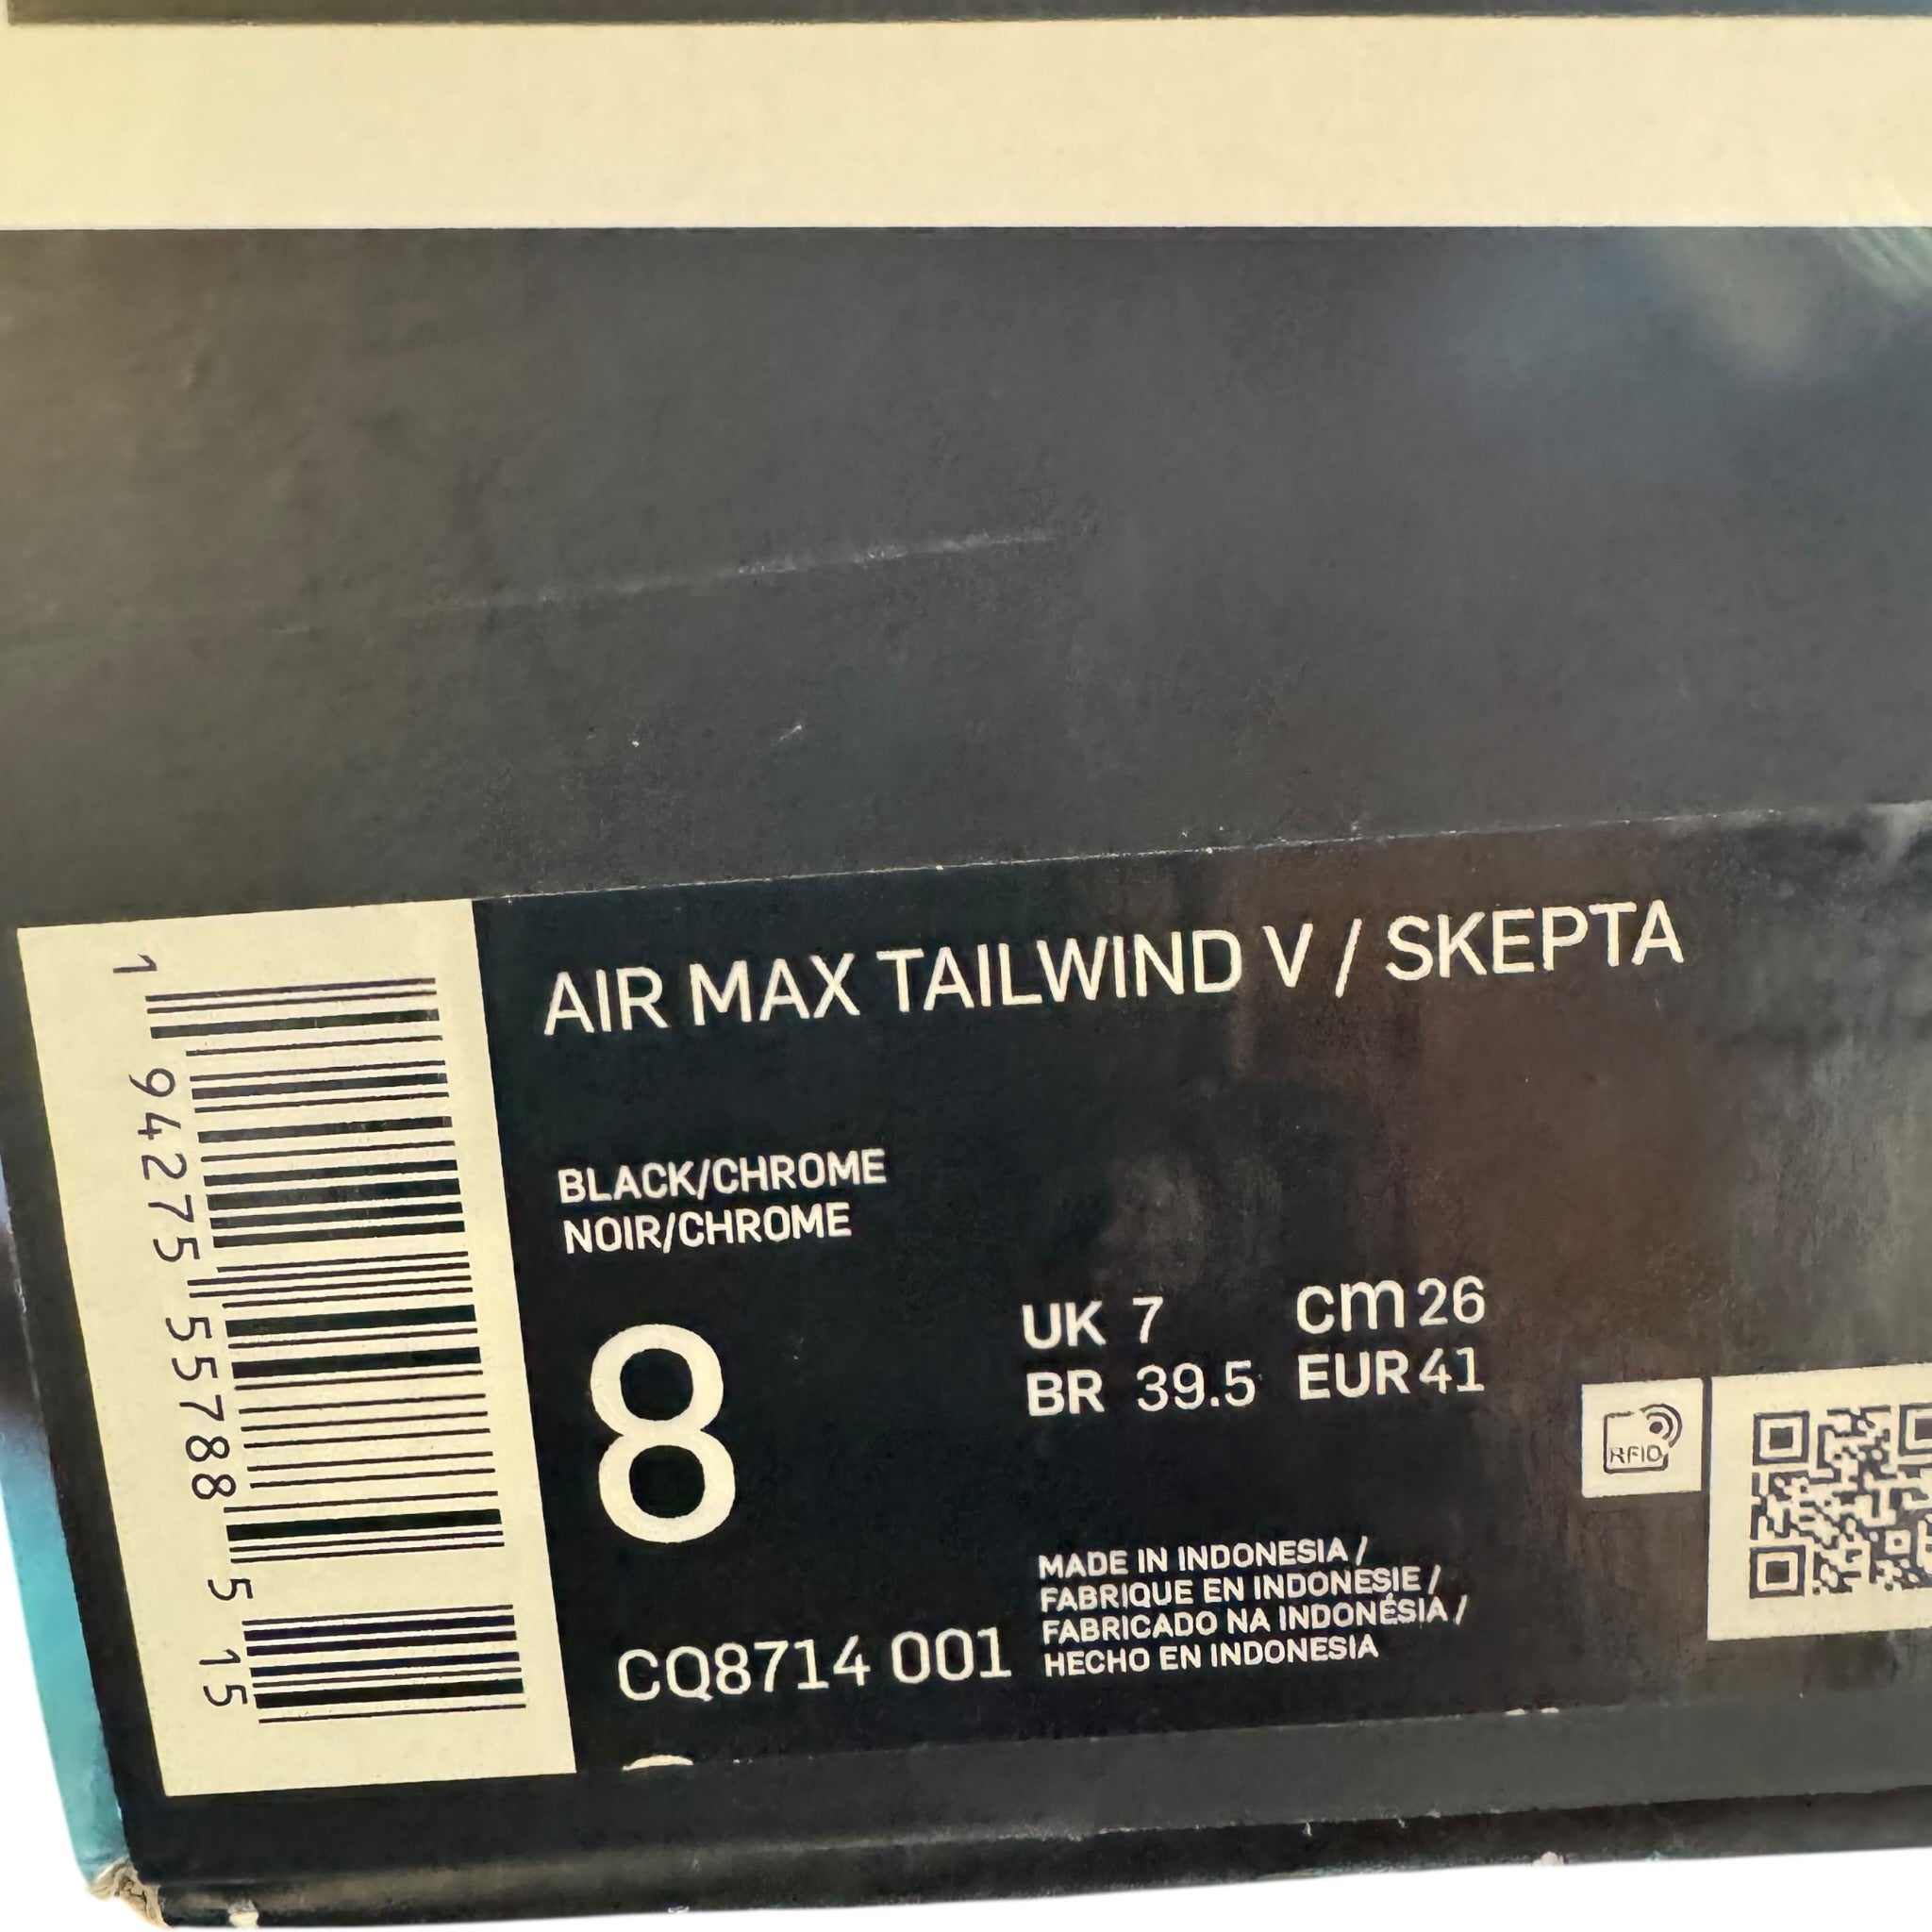 AIR MAX TAILWIND V / SKEPTA
BLACK/CHROME
NOIR/CHROME
8
UK 7 cm 26
BR 39.5 EUR 41
RFID
MADE IN INDONESIA /
FABRIQUE EN INDONESIE /
FABRICADO NA INDONÉSIA /
HECHO EN INDONESIA
CQ8714 001
1 94275 55788 5 15